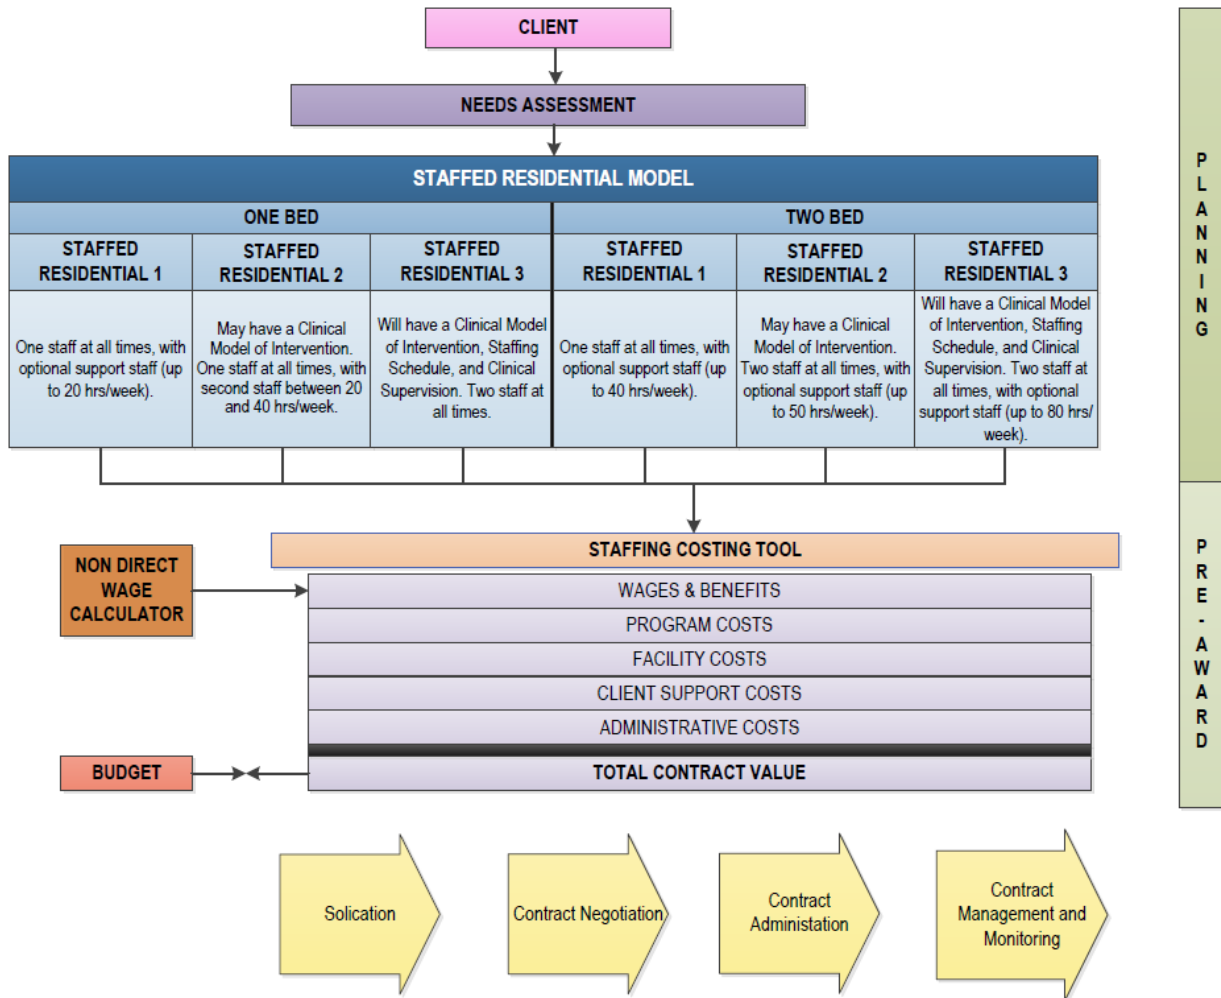 CLIENT
NEEDS ASSESSMENT
STAFFED RESIDENTIAL MODEL
ONE BED
TWO BED
STAFFED
RESIDENTIAL 1
STAFFED
RESIDENTIAL 2
STAFFED
RESIDENTIAL 3
STAFFED
RESIDENTIAL 1
STAFFED
RESIDENTIAL 2
STAFFED
RESIDENTIAL 3
One staff at all times, with
optional support staff (up
to 20 hrs/week).
May have a Clinical
Model of Intervention.
One staff at all times, with
second staff between 20
and 40 hrs/week.
Will have a Clinical Model
of Intervention, Staffing
Schedule, and Clinical
Supervision. Two staff at
all times.
One staff at all times, with
optional support staff (up
to 40 hrs/week).
May have a Clinical
Model of Intervention.
Two staff at all times, with
optional support staff (up
to 50 hrs/week).
Will have a Clinical Model
of Intervention, Staffing
Schedule, and Clinical
Supervision. Two staff at
all times, with optional
support staff (up to 80 hrs/
week).
PLANNING
STAFFING COSTING TOOL
NON DIRECT
WAGE
CALCULATOR
WAGES & BENEFITS
PROGRAM COSTS
FACILITY COSTS
CLIENT SUPPORT COSTS
ADMINISTRATIVE COSTS
BUDGET
TOTAL CONTRACT VALUE
PRE-AWARD
Solication
Contract Negotiation
Contract
Administation
Contract
Management and
Monitoring